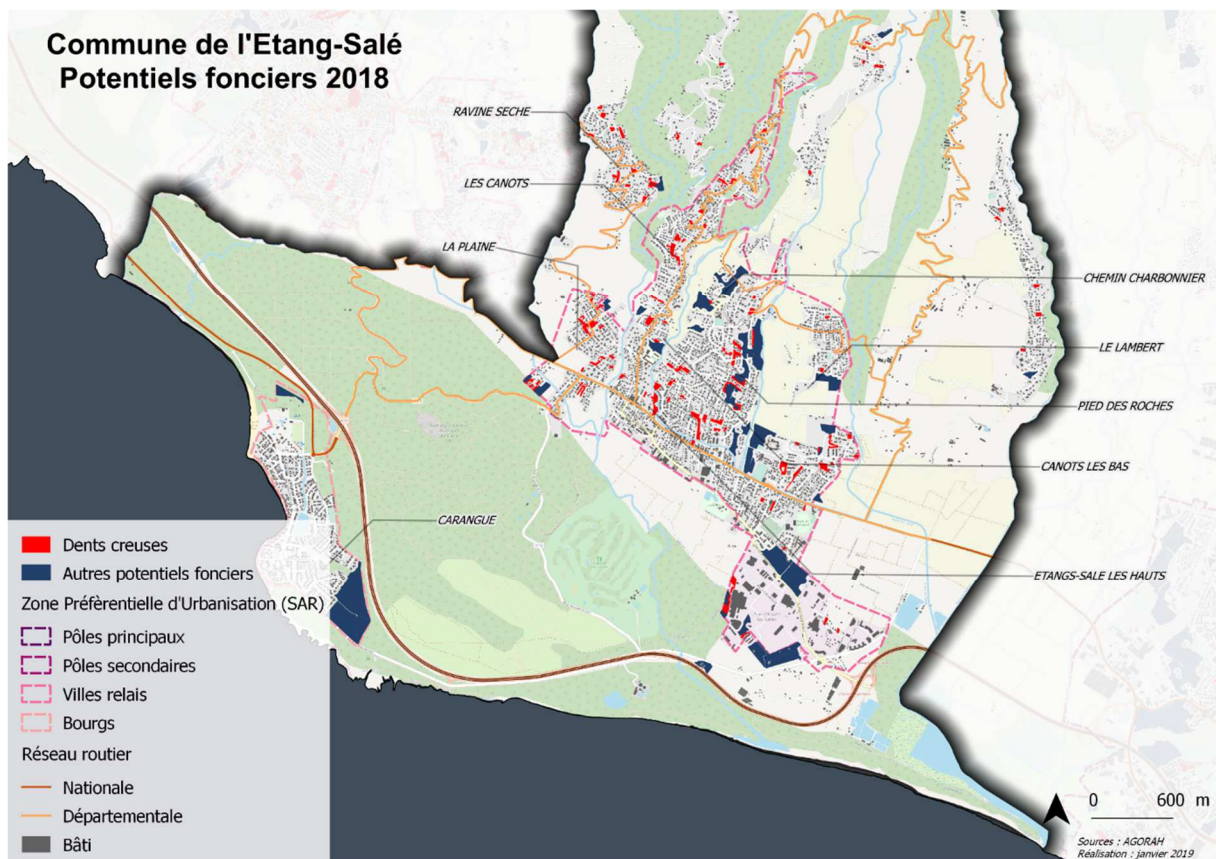 Commune de l'Etang-Salé
Potentiels fonciers 2018
RAVINE SECHE
LES CANOTS
LA PLAINE
CHEMIN CHARBONNIER
LE LAMBERT
PIED DES ROCHES
CANOTS LES BAS
CARANGUE
ETANGS-SALE LES HAUTS
Dents creuses
Autres potentiels fonciers
Zone Préfèrentielle d'Urbanisation (SAR)
Pôles principaux
Pôles secondaires
Villes relais
Bourgs
Réseau routier
Nationale
Départementale
Bâti
0 600 m
Sources : AGORAH
Réalisation : janvier 2019